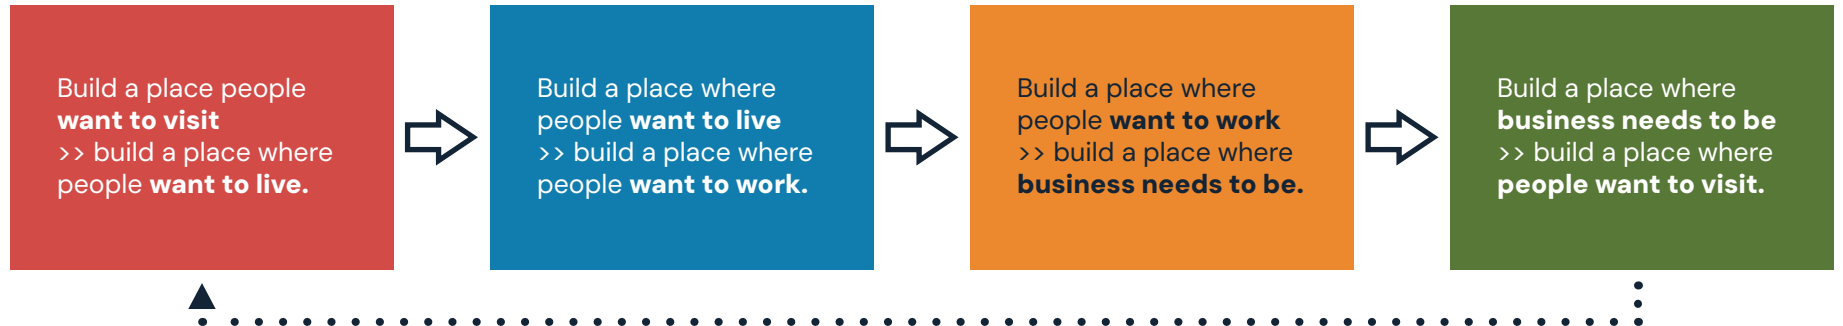 Build a place people
want to visit
>> build a place where
people want to live.
Build a place where
people want to live
>> build a place where
people want to work.
Build a place where
people want to work
>> build a place where
business needs to be.
Build a place where
business needs to be
>> build a place where
people want to visit.